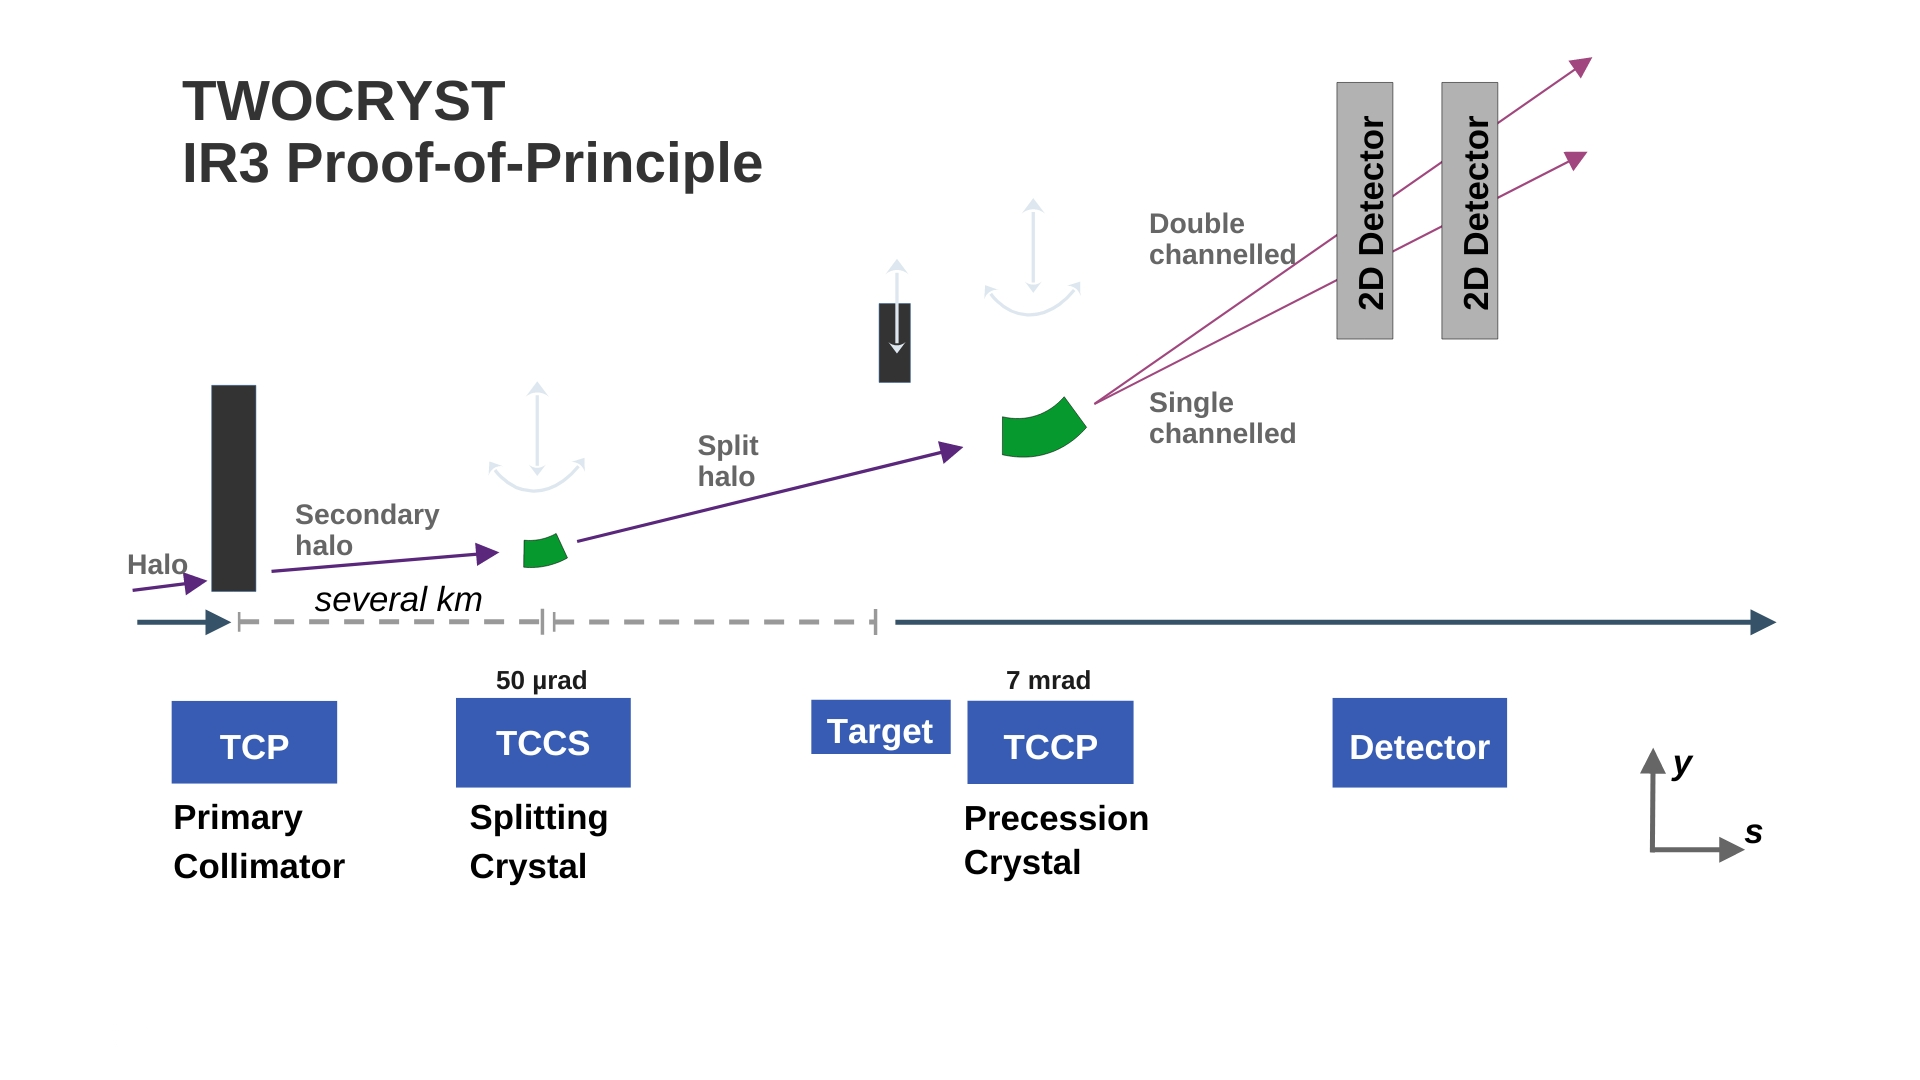 TWOCRYST
IR3 Proof-of-Principle
Double
channelled
2D Detector
2D Detector
Single
channelled
Split
halo
Secondary
halo
Halo
several km
50 µrad
7 mrad
TCP
TCCS
Target
TCCP
Detector
y
s
Primary
Collimator
Splitting
Crystal
Precession
Crystal